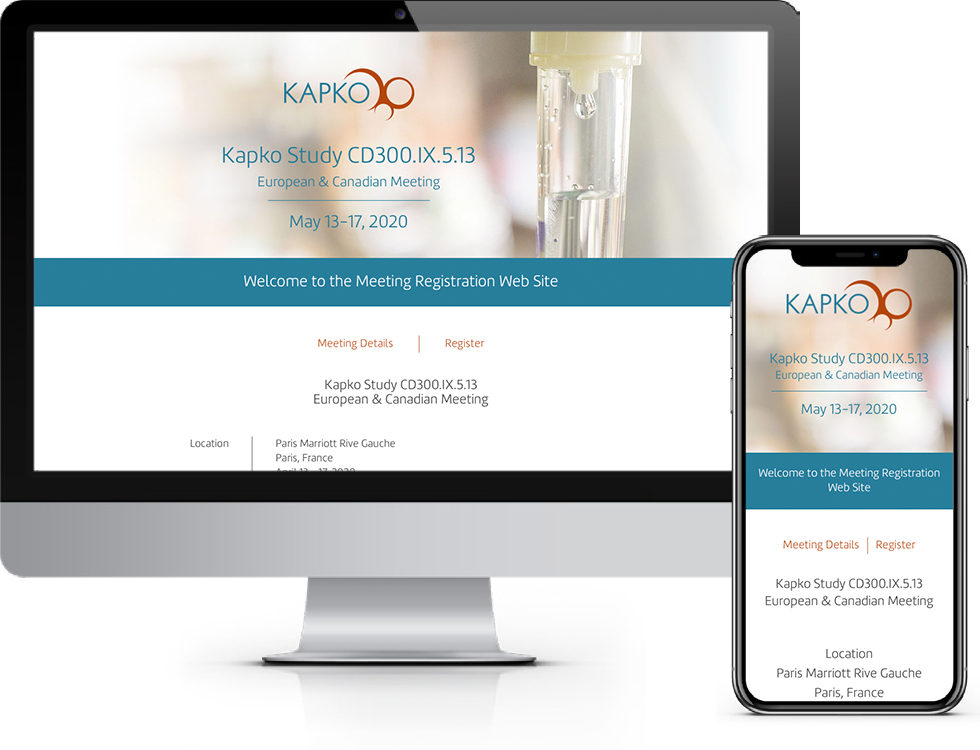 KAPKO
Kapko Study CD300.IX.5.13
European & Canadian Meeting
May 13-17, 2020
Welcome to the Meeting Registration Web Site
Meeting Details | Register
Kapko Study CD300.IX.5.13
European & Canadian Meeting
Location | Paris Marriott Rive Gauche
Paris, France
April 13 - 17, 2020
KAPKO
Kapko Study CD300.IX.5.13
European & Canadian Meeting
May 13-17, 2020
Welcome to the Meeting Registration
Web Site
Meeting Details | Register
Kapko Study CD300.IX.5.13
European & Canadian Meeting
Location
Paris Marriott Rive Gauche
Paris, France